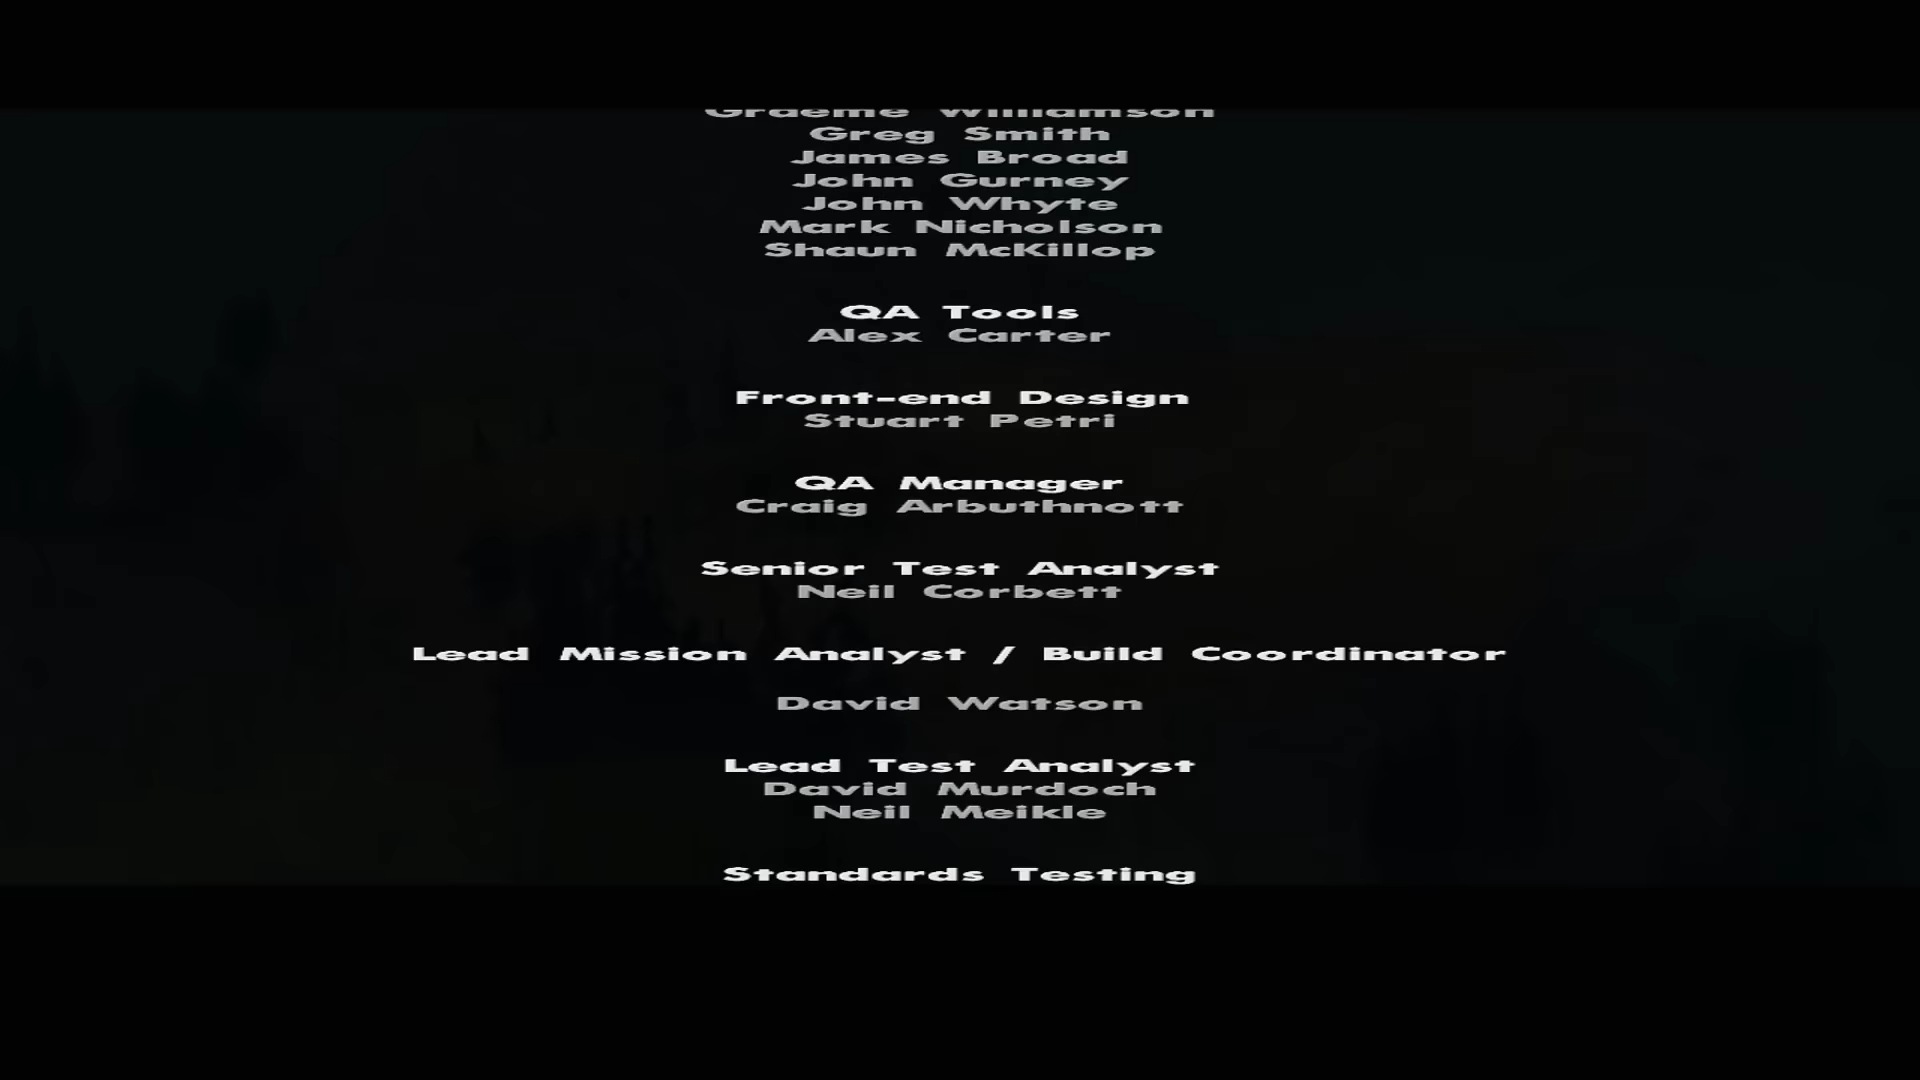 Graeme Williamson
Greg Smith
James Broad
John Gurney
John Whyte
Mark Nicholson
Shaun McKillop
QA Tools
Alex Carter
Front-end Design
Stuart Petri
QA Manager
Craig Arbuthnott
Senior Test Analyst
Neil Corbett
Lead Mission Analyst / Build Coordinator
David Watson
Lead Test Analyst
David Murdoch
Neil Meikle
Standards Testing